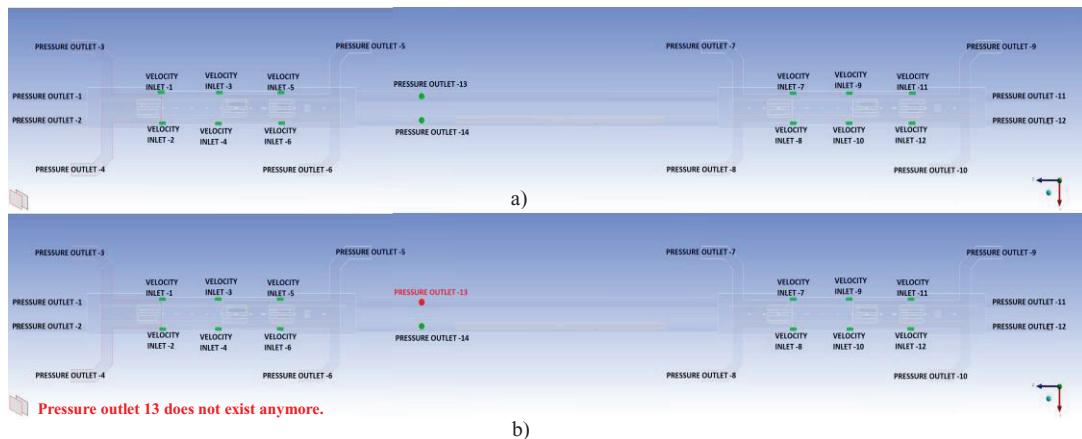 PRESSURE OUTLET -3
PRESSURE OUTLET -5
PRESSURE OUTLET -7
PRESSURE OUTLET -9
VELOCITY
INLET -1
VELOCITY
INLET -3
VELOCITY
INLET -5
PRESSURE OUTLET -13
VELOCITY
INLET -7
VELOCITY
INLET -9
VELOCITY
INLET -11
PRESSURE OUTLET -1
PRESSURE OUTLET -11
PRESSURE OUTLET -2
PRESSURE OUTLET -12
VELOCITY
INLET -2
VELOCITY
INLET -4
VELOCITY
INLET -6
PRESSURE OUTLET -14
VELOCITY
INLET -8
VELOCITY
INLET -10
VELOCITY
INLET -12
PRESSURE OUTLET -4
PRESSURE OUTLET -6
PRESSURE OUTLET -8
PRESSURE OUTLET -10
a)
PRESSURE OUTLET -3
PRESSURE OUTLET -5
PRESSURE OUTLET -7
PRESSURE OUTLET -9
VELOCITY
INLET -1
VELOCITY
INLET -3
VELOCITY
INLET -5
PRESSURE OUTLET -13
VELOCITY
INLET -7
VELOCITY
INLET -9
VELOCITY
INLET -11
PRESSURE OUTLET -1
PRESSURE OUTLET -11
PRESSURE OUTLET -2
PRESSURE OUTLET -12
VELOCITY
INLET -2
VELOCITY
INLET -4
VELOCITY
INLET -6
PRESSURE OUTLET -14
VELOCITY
INLET -8
VELOCITY
INLET -10
VELOCITY
INLET -12
PRESSURE OUTLET -4
PRESSURE OUTLET -6
PRESSURE OUTLET -8
PRESSURE OUTLET -10
Pressure outlet 13 does not exist anymore.
b)